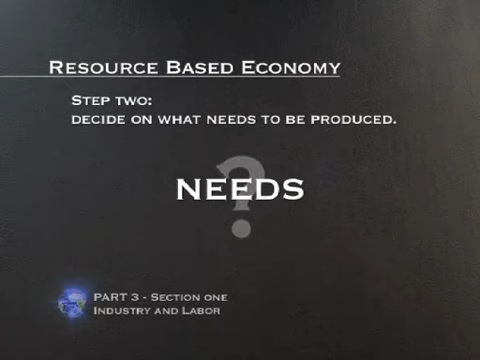 Resource Based Economy
Step two:
decide on what needs to be produced.
?
NEEDS
PART 3 - Section one
Industry and Labor